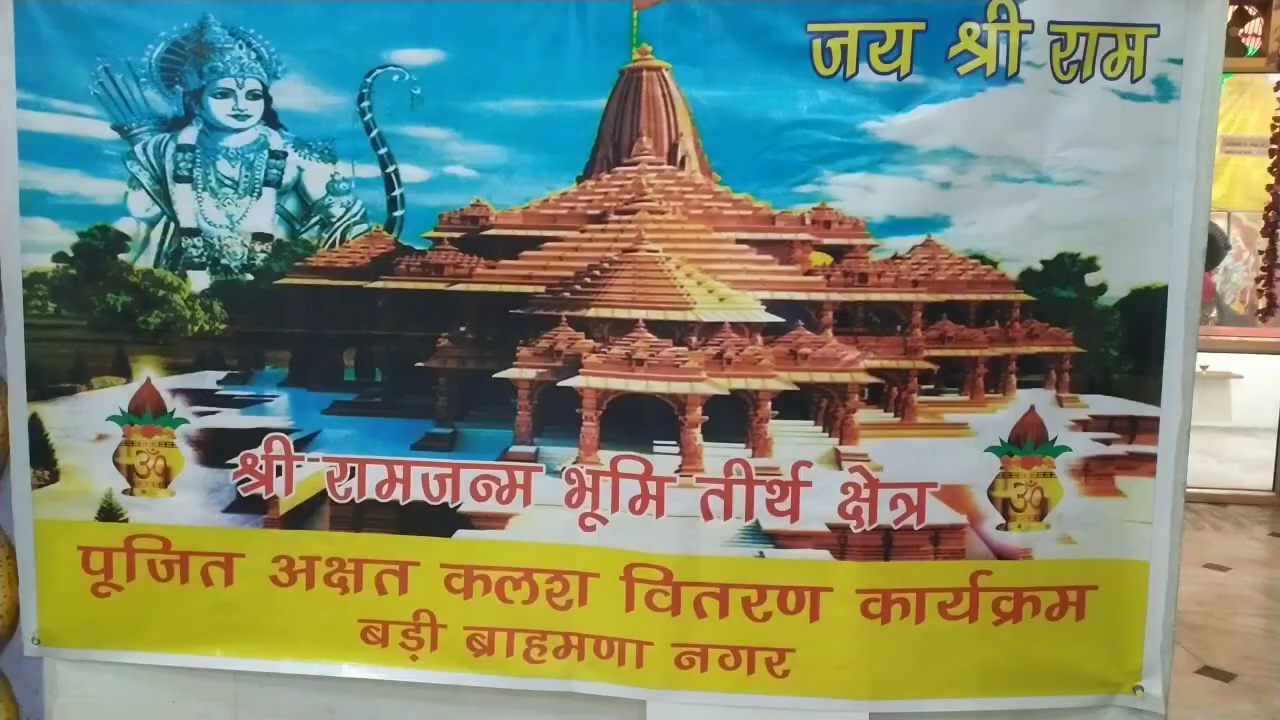 जय श्री राम
श्री रामजन्म भूमि तीर्थ क्षेत्र
पूजित अक्षत कलश वितरण कार्यक्रम
बड़ी ब्राहमणा नगर
ॐ
ॐ